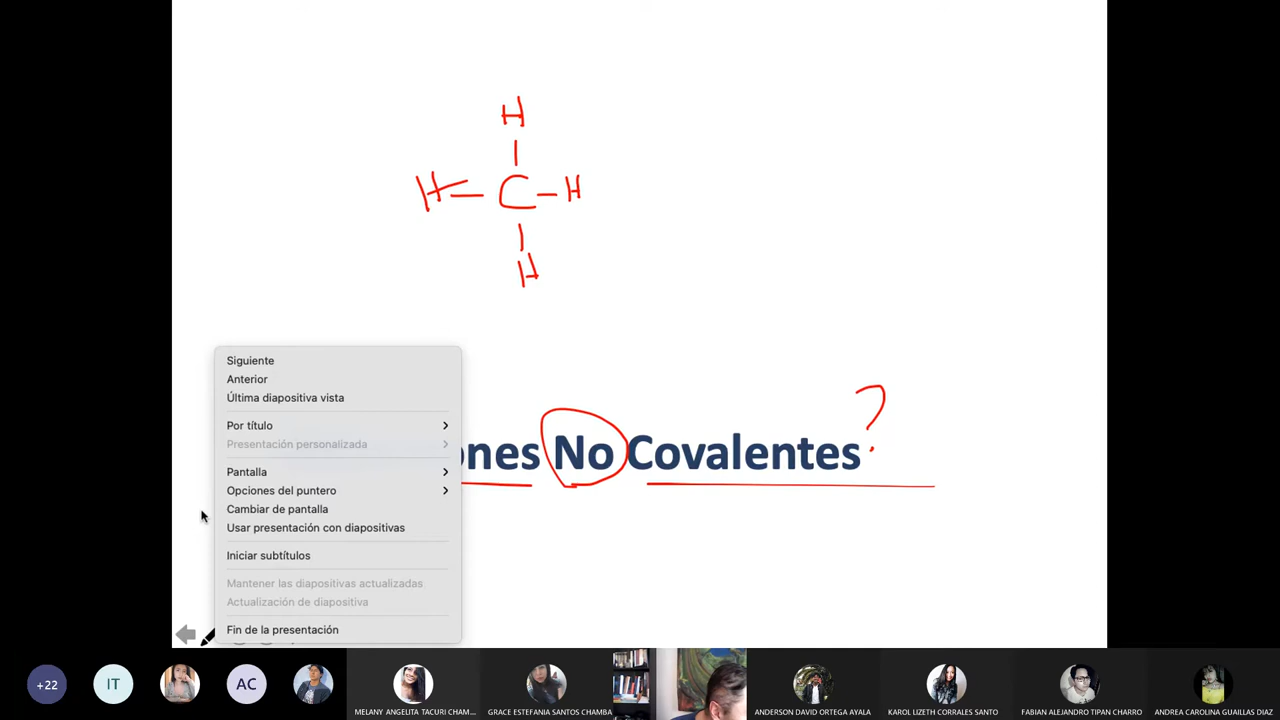 H
H - C - H
H
?
ones No Covalentes
Siguiente
Anterior
Última diapositiva vista
Por título
Presentación personalizada
Pantalla
Opciones del puntero
Cambiar de pantalla
Usar presentación con diapositivas
Iniciar subtítulos
Mantener las diapositivas actualizadas
Actualización de diapositiva
Fin de la presentación
+22
IT
AC
MELANY ANGELITA TACURI CHAM...
GRACE ESTEFANIA SANTOS CHAMBA
ANDERSON DAVID ORTEGA AYALA
KAROL LIZETH CORRALES SANTO
FABIAN ALEJANDRO TIPAN CHARRO
ANDREA CAROLINA GUAILLAS DIAZ